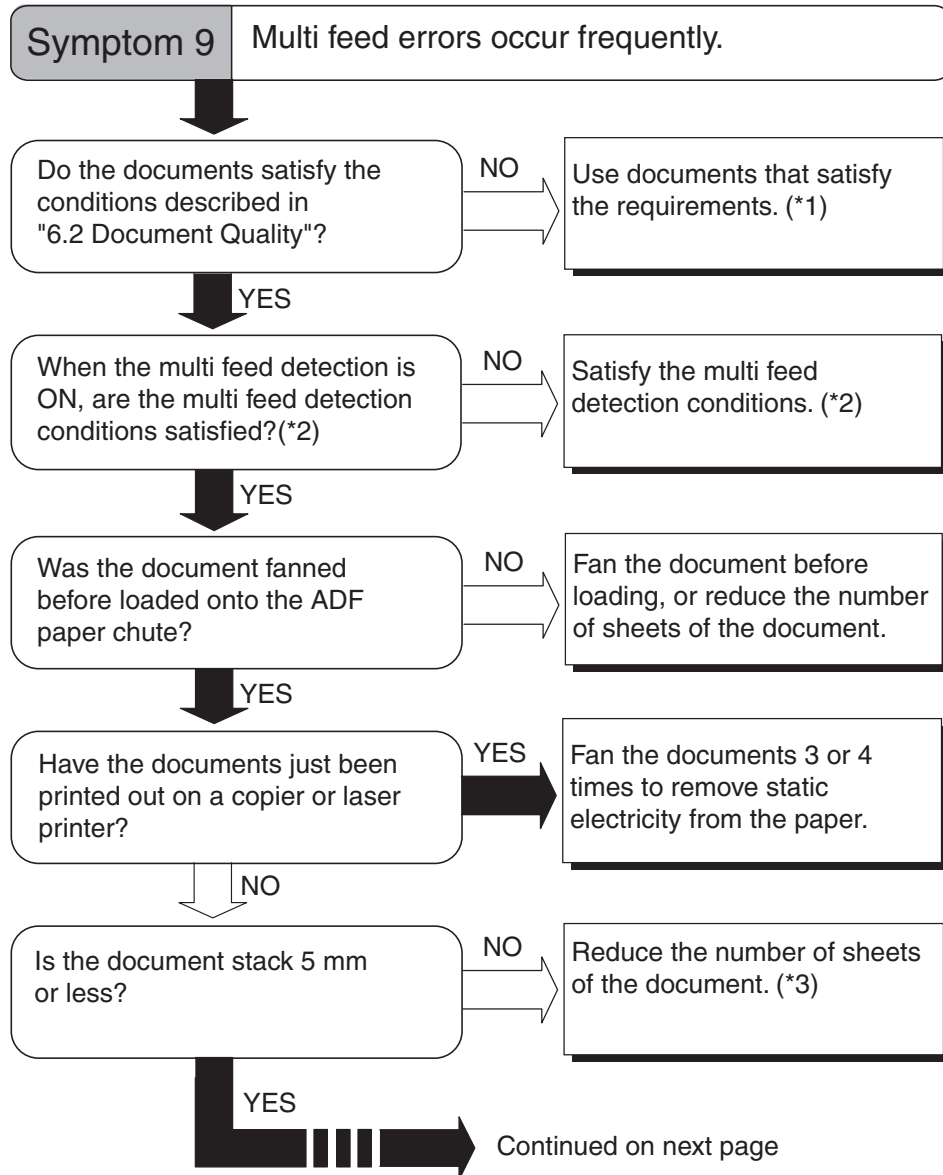 Symptom 9
Multi feed errors occur frequently.
Do the documents satisfy the
conditions described in
"6.2 Document Quality"?
NO
Use documents that satisfy
the requirements. (*1)
YES
When the multi feed detection is
ON, are the multi feed detection
conditions satisfied?(*2)
NO
Satisfy the multi feed
detection conditions. (*2)
YES
Was the document fanned
before loaded onto the ADF
paper chute?
NO
Fan the document before
loading, or reduce the number
of sheets of the document.
YES
Have the documents just been
printed out on a copier or laser
printer?
YES
Fan the documents 3 or 4
times to remove static
electricity from the paper.
NO
Is the document stack 5 mm
or less?
NO
Reduce the number of sheets
of the document. (*3)
YES
Continued on next page